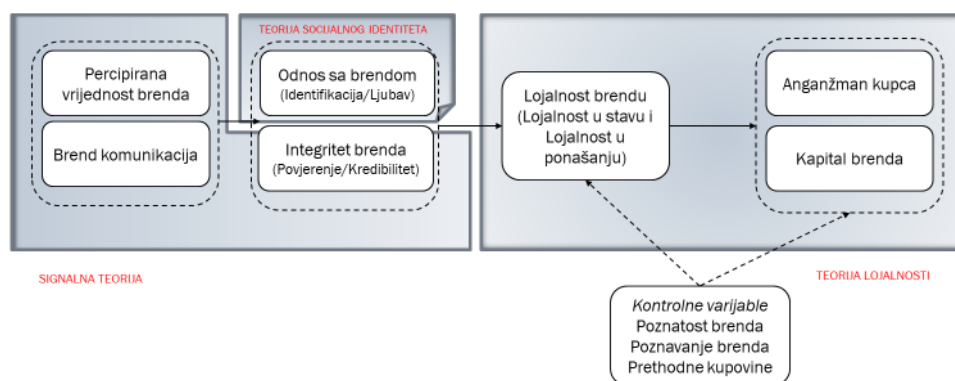 TEORIJA SOCIJALNOG IDENTITETA
Percipirana
vrijednost brenda
Brend komunikacija
Odnos sa brendom
(Identifikacija/Ljubav)
Integritet brenda
(Povjerenje/Kredibilitet)
Lojalnost brendu
(Lojalnost u stavu i
Lojalnost u
ponašanju)
Anganžman kupca
Kapital brenda
SIGNALNA TEORIJA
TEORIJA LOJALNOSTI
Kontrolne varijable
Poznatost brenda
Poznavanje brenda
Prethodne kupovine